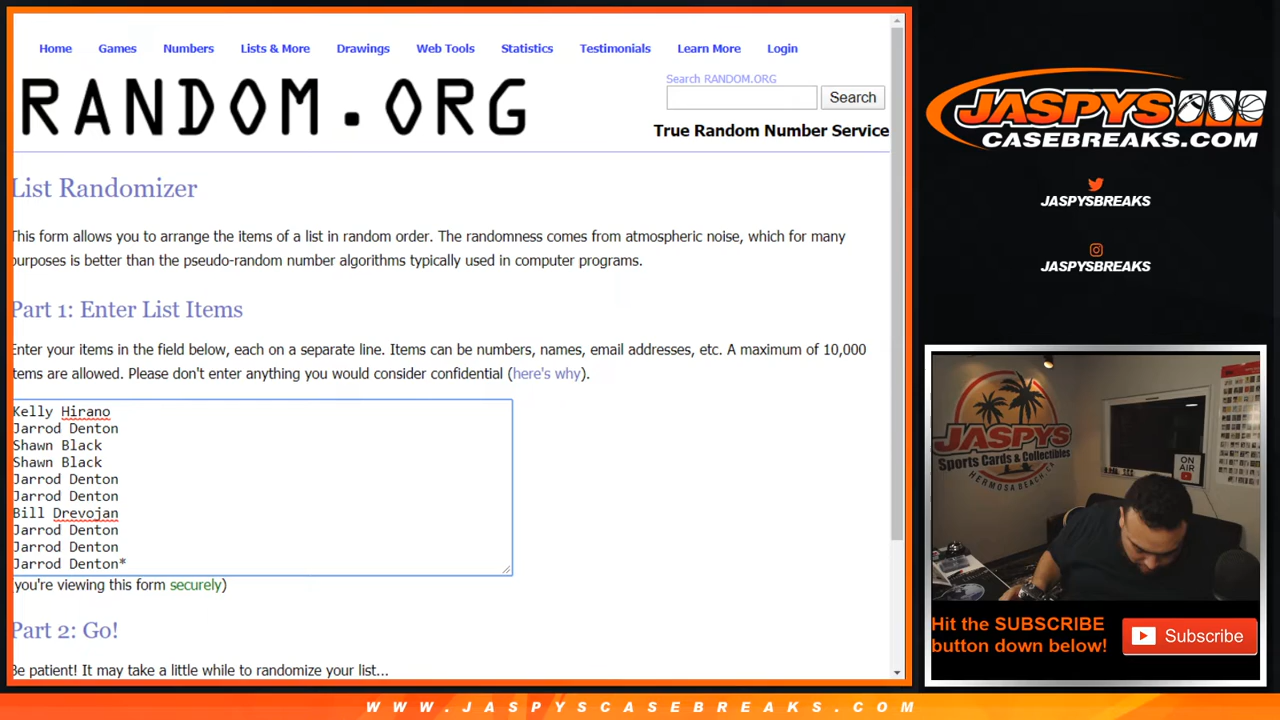 Home Games Numbers Lists & More Drawings Web Tools Statistics Testimonials Learn More Login
RANDOM.ORG
Search RANDOM.ORG
Search
True Random Number Service
List Randomizer
This form allows you to arrange the items of a list in random order. The randomness comes from atmospheric noise, which for many
purposes is better than the pseudo-random number algorithms typically used in computer programs.
Part 1: Enter List Items
Enter your items in the field below, each on a separate line. Items can be numbers, names, email addresses, etc. A maximum of 10,000
items are allowed. Please don't enter anything you would consider confidential (here's why).
Kelly Hirano
Jarrod Denton
Shawn Black
Shawn Black
Jarrod Denton
Jarrod Denton
Bill Drevojan
Jarrod Denton
Jarrod Denton
Jarrod Denton*
(you're viewing this form securely)
Part 2: Go!
Be patient! It may take a little while to randomize your list...
JASPYS
CASEBREAKS.COM
JASPYSBREAKS
JASPYSBREAKS
JASPYS
Sports Cards & Collectibles
HERMOSA BEACH, CA
ON
AIR
Hit the SUBSCRIBE
button down below!
Subscribe
WWW.JASPYSCASEBREAKS.COM